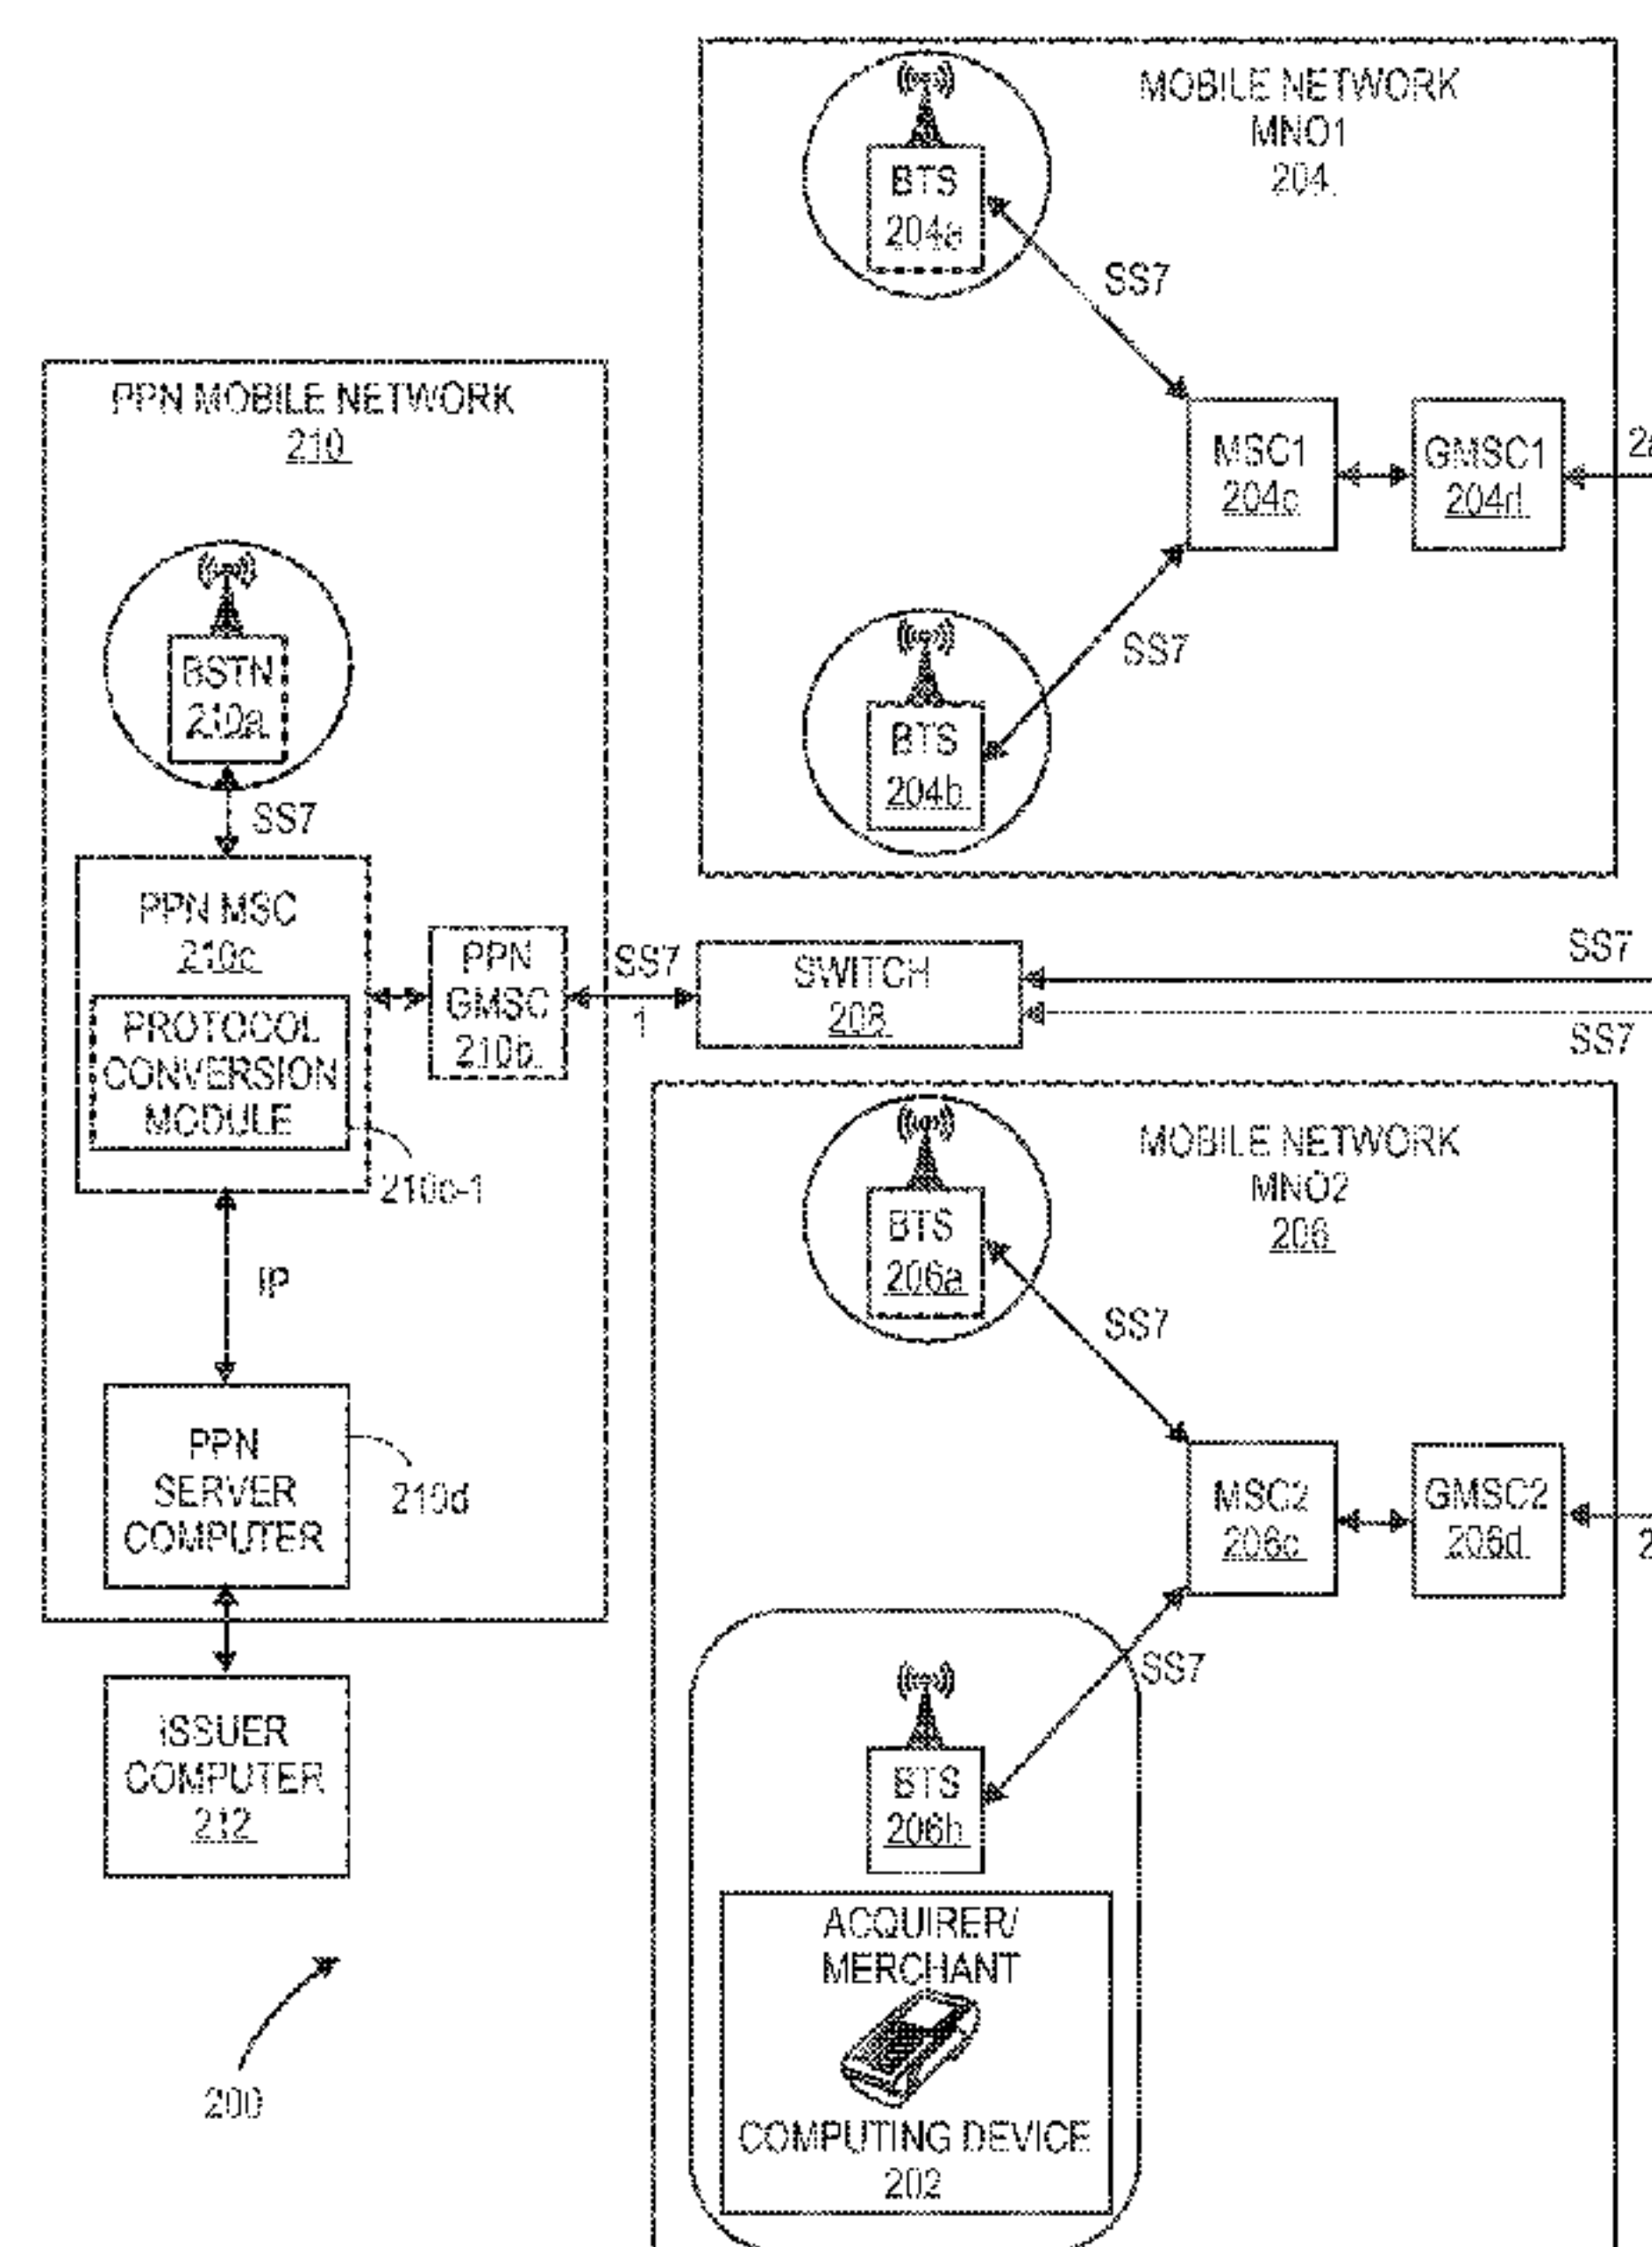 MOBILE NETWORK
MNO1
204
BTS
204a
SS7
MSC1
204c
GMSC1
204d
SS7
BTS
204b
PPN MOBILE NETWORK
210
BSTN
210a
SS7
PPN MSC
210c
PROTOCOL
CONVERSION
MODULE
210c-1
PPN
GMSC
210b
SS7
1
SWITCH
208
SS7
SS7
IP
PPN
SERVER
COMPUTER
210d
ISSUER
COMPUTER
212
200
MOBILE NETWORK
MNO2
206
BTS
206a
SS7
MSC2
206c
GMSC2
206d
SS7
BTS
206b
ACQUIRER/
MERCHANT
COMPUTING DEVICE
202